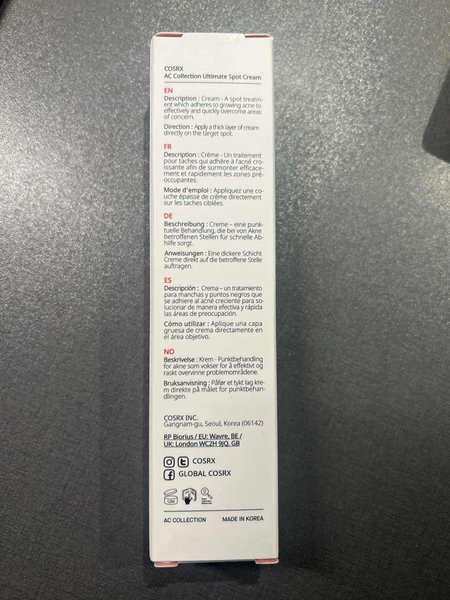 COSRX
AC Collection Ultimate Spot Cream
EN
Description : Cream - A spot treatm-
ent which adheres to growing acne to
effectively and quickly overcome areas
of concern.
Direction : Apply a thick layer of cream
directly on the target spot.
FR
Description : Crème - Un traitement
pour taches qui adhère à l'acné cro-
issante afin de surmonter efficace-
ment et rapidement les zones pré-
occupantes.
Mode d'emploi : Appliquez une co-
uche épaisse de crème directement
sur les taches ciblées.
DE
Beschreibung : Creme – eine punk-
tuelle Behandlung, die bei von Akne
betroffenen Stellen für schnelle Ab-
hilfe sorgt.
Anweisungen : Eine dickere Schicht
Creme direkt auf die betroffene Stelle
auftragen.
ES
Descripción : Crema – un tratamiento
para manchas y puntos negros que
se adhiere al acné creciente para so-
lucionar de manera efectiva y rápida
las áreas de preocupación.
Cómo utilizar : Aplique una capa
gruesa de crema directamente en
el área objetivo.
NO
Beskrivelse : Krem - Punktbehandling
for akne som vokser for å effektivt og
raskt overvinne problemområdene.
Bruksanvisning : Påfør et tykt lag kre-
m direkte på målet for punktbehan-
dlingen.
COSRX INC.
Gangnam-gu, Seoul, Korea (06142)
RP Biorius / EU: Wavre, BE /
UK: London WC2H 9JQ, GB
COSRX
GLOBAL COSRX
AC COLLECTION MADE IN KOREA